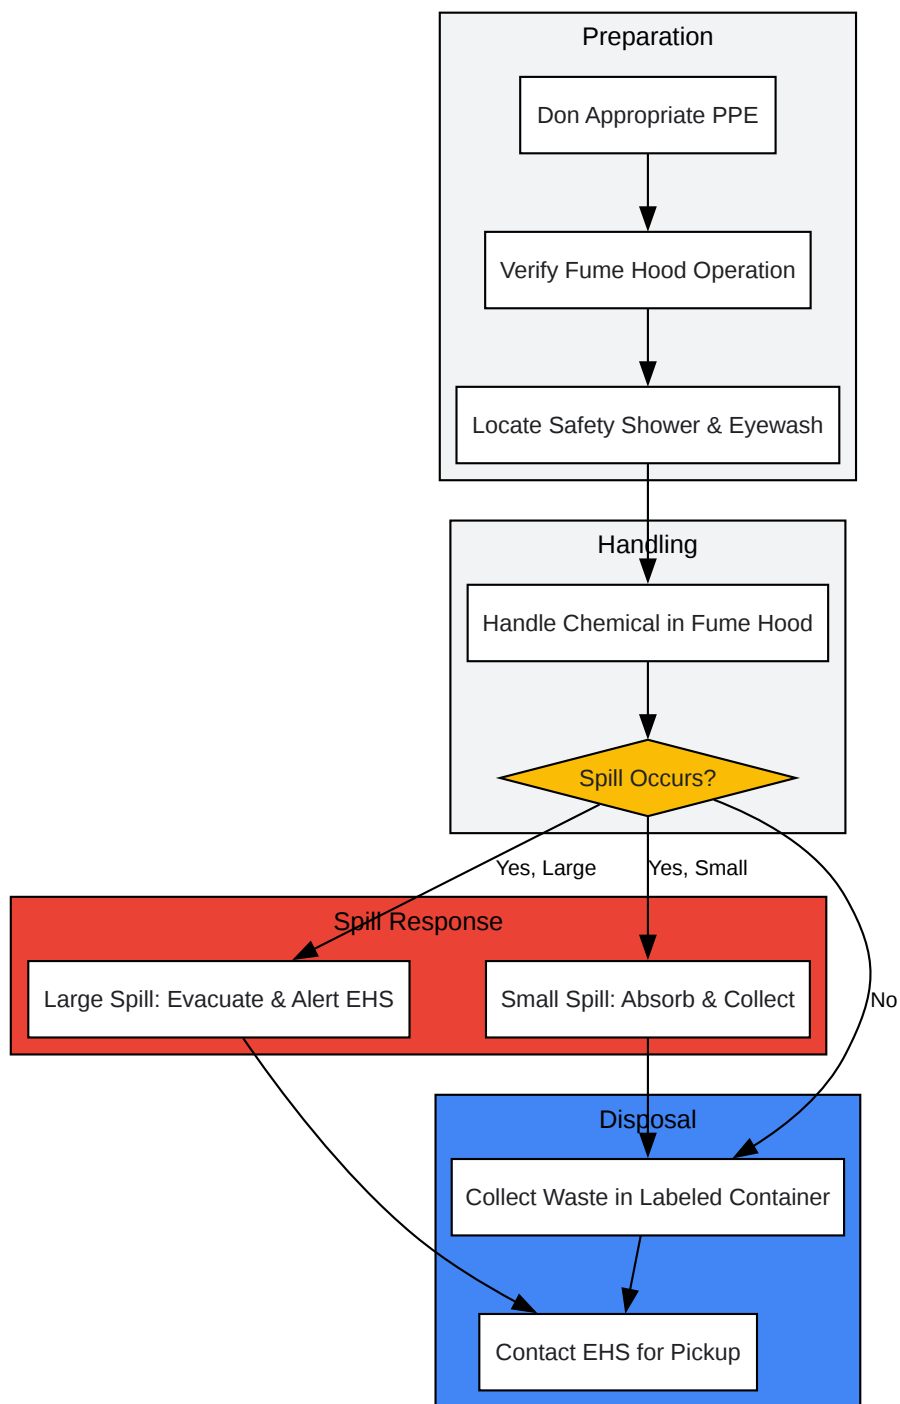 Preparation
Don Appropriate PPE
Verify Fume Hood Operation
Locate Safety Shower & Eyewash
Handling
Handle Chemical in Fume Hood
Spill Occurs?
Yes, Large
Yes, Small
Spill Response
Large Spill: Evacuate & Alert EHS
Small Spill: Absorb & Collect
No
Disposal
Collect Waste in Labeled Container
Contact EHS for Pickup